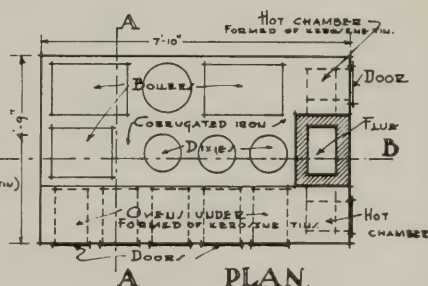 A
HOT CHAMBER
FORMED OF KEROSENE TIN.
7'-10"
DOOR
BOILERS
CORRUGATED IRON
FLUE
DIXIES
B
TIN)
OVENS UNDER
FORMED OF KEROSENE TINS
HOT
CHAMBER
DOORS
A
PLAN.